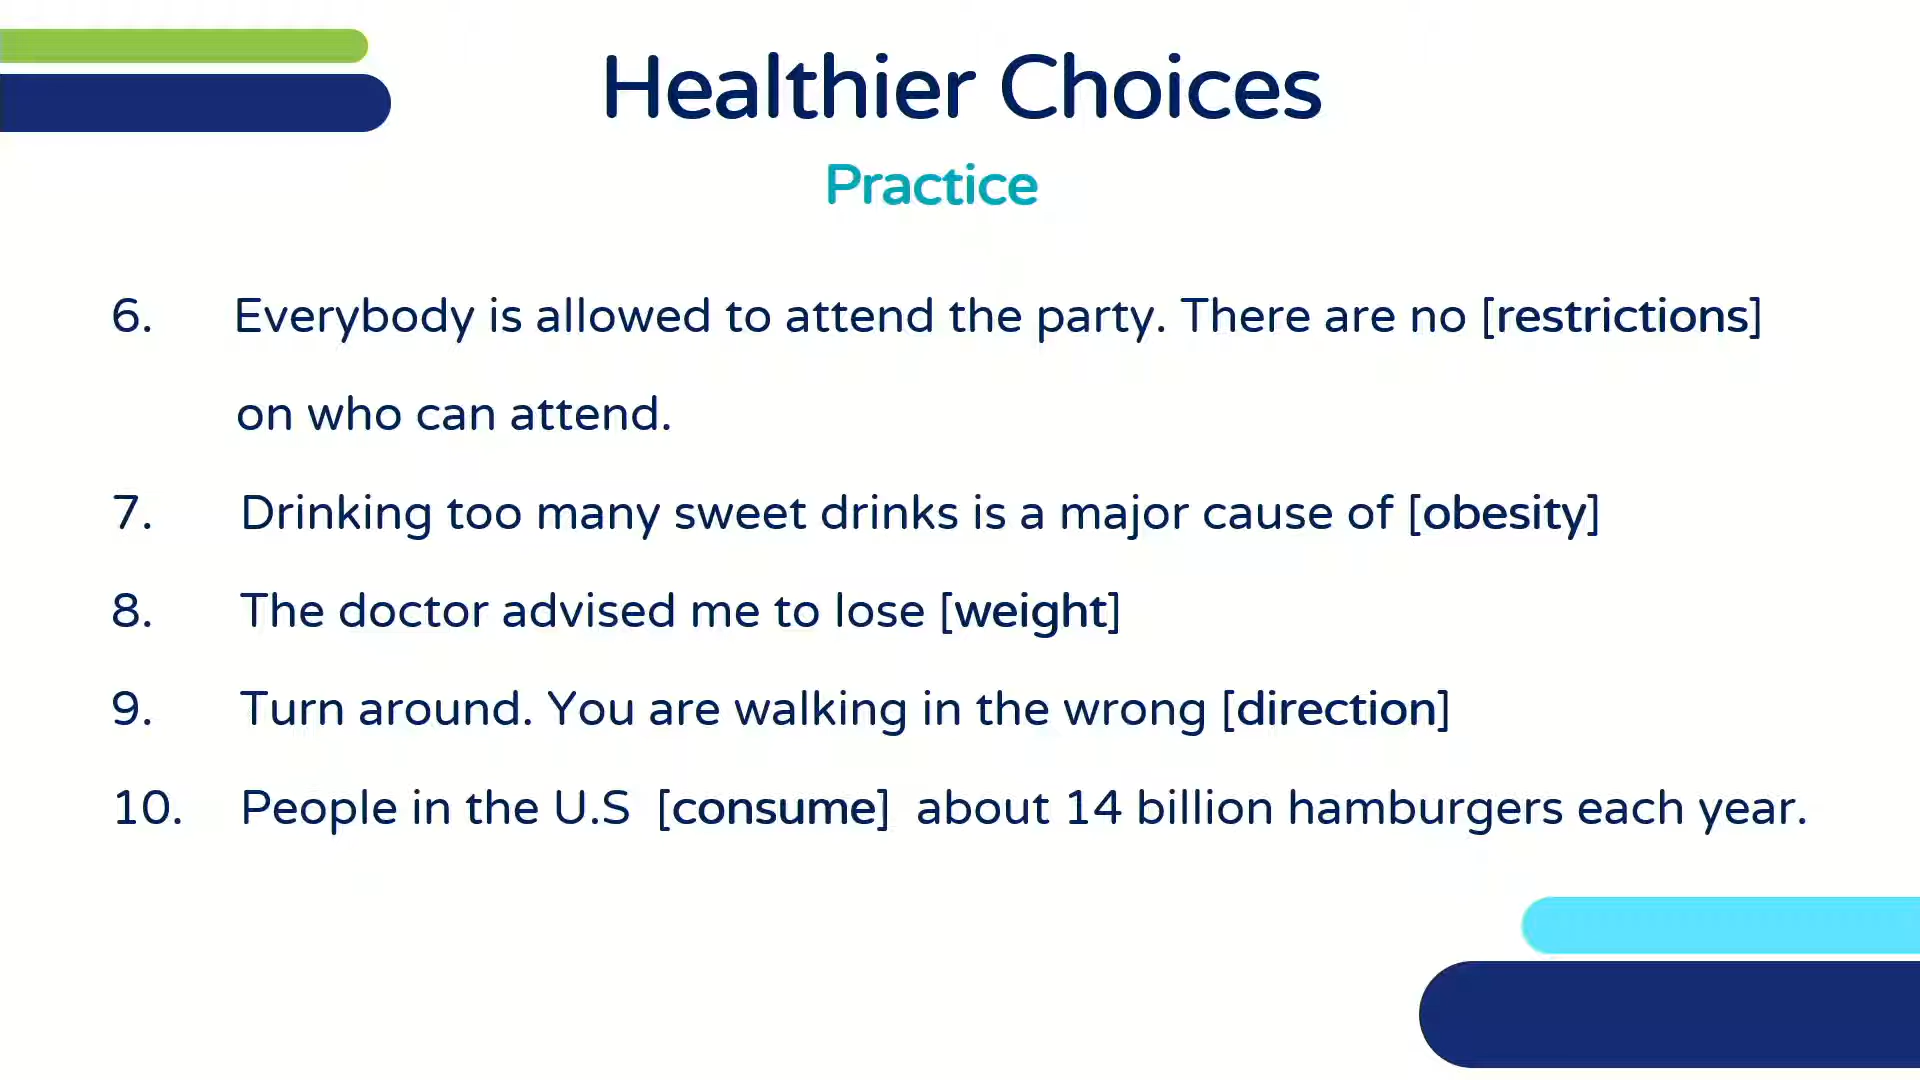 Healthier Choices
Practice
6. Everybody is allowed to attend the party. There are no [restrictions]
on who can attend.
7. Drinking too many sweet drinks is a major cause of [obesity]
8. The doctor advised me to lose [weight]
9. Turn around. You are walking in the wrong [direction]
10. People in the U.S [consume] about 14 billion hamburgers each year.